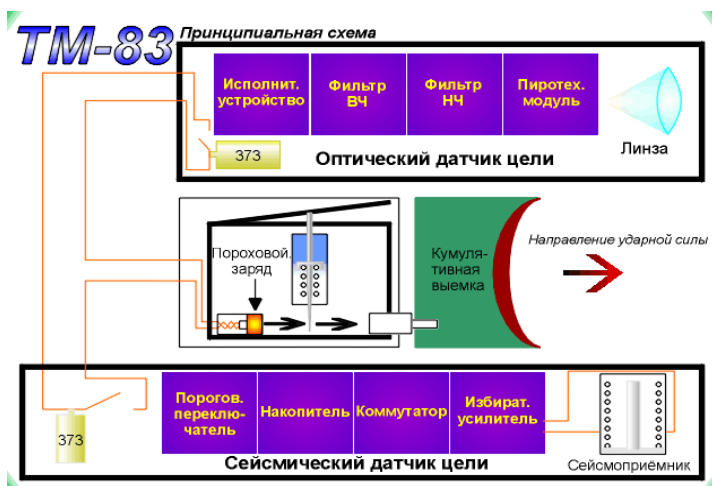 ТМ-83
Принципиальная схема
Исполнит.
устройство
Фильтр
ВЧ
Фильтр
НЧ
Пиротех.
модуль
Линза
373
Оптический датчик цели
Пороховой.
заряд
Кумуля-
тивная
выемка
Направление ударной силы
Порогов.
переклю-
чатель
Накопитель
Коммутатор
Избират.
усилитель
373
Сейсмический датчик цели
Сейсмоприёмник